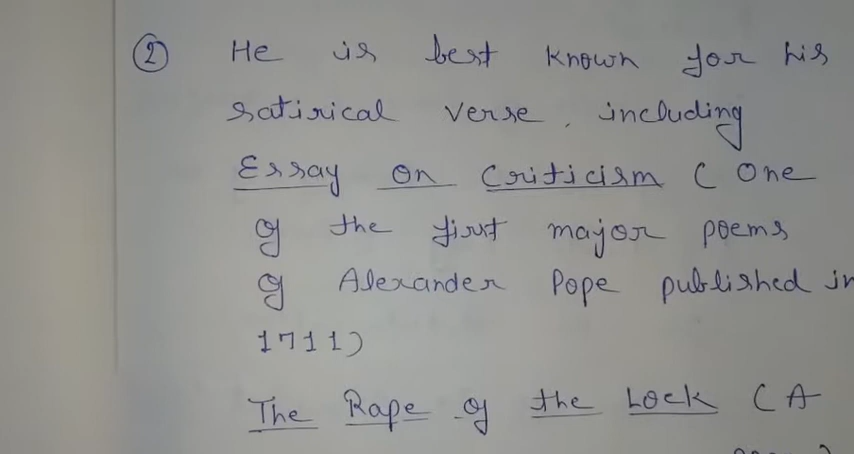 ② He is best known for his
satirical verse, including
Essay on Criticism ( One
of the first major poems
of Alexander Pope published in
1711)
The Rape of the Lock ( A